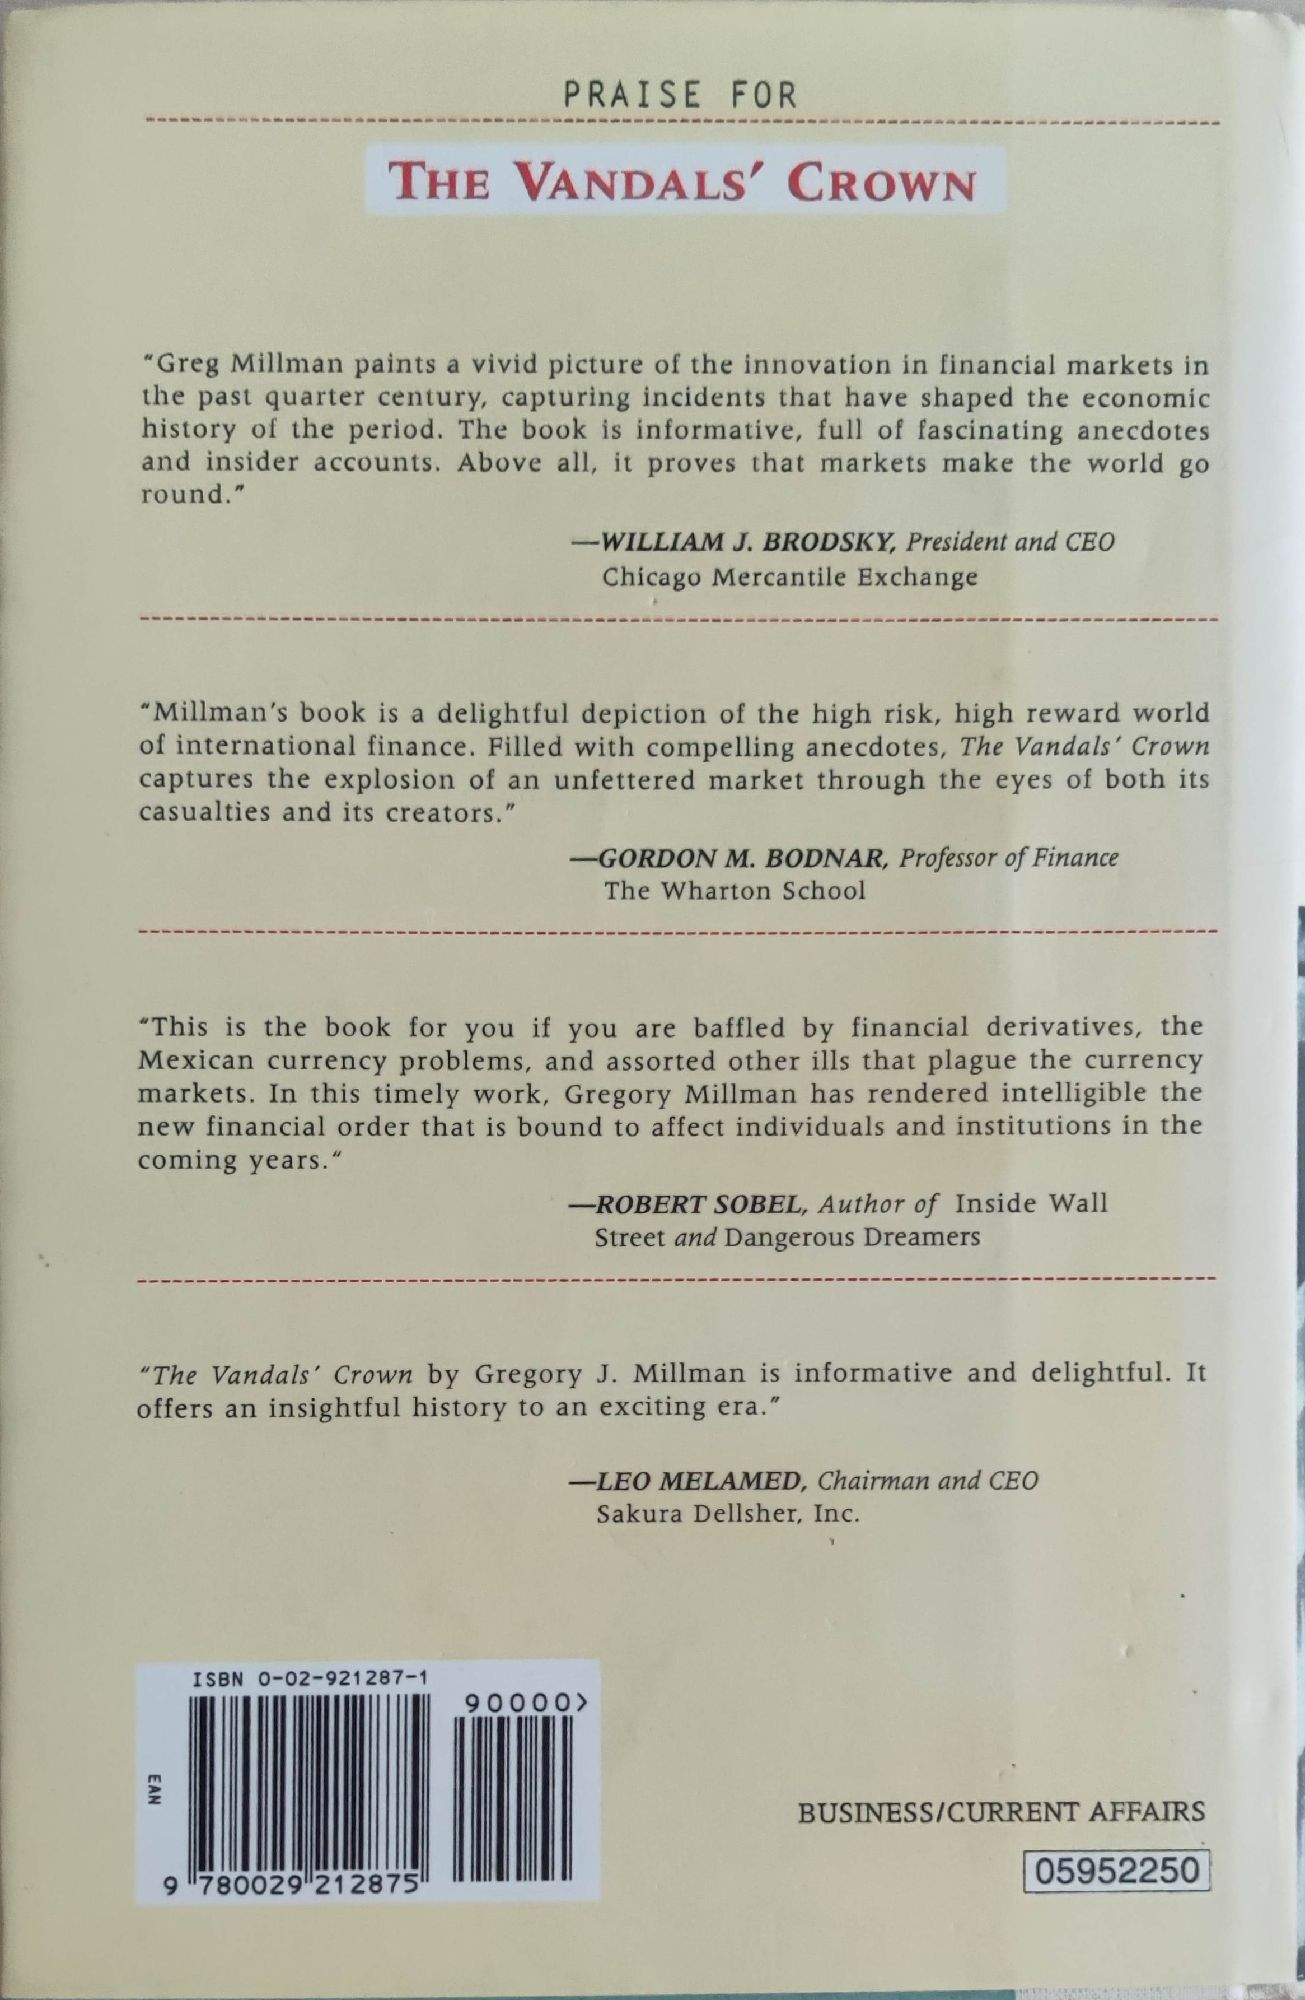 PRAISE FOR
THE VANDALS' CROWN
"Greg Millman paints a vivid picture of the innovation in financial markets in
the past quarter century, capturing incidents that have shaped the economic
history of the period. The book is informative, full of fascinating anecdotes
and insider accounts. Above all, it proves that markets make the world go
round."
—WILLIAM J. BRODSKY, President and CEO
Chicago Mercantile Exchange
"Millman's book is a delightful depiction of the high risk, high reward world
of international finance. Filled with compelling anecdotes, The Vandals' Crown
captures the explosion of an unfettered market through the eyes of both its
casualties and its creators."
—GORDON M. BODNAR, Professor of Finance
The Wharton School
"This is the book for you if you are baffled by financial derivatives, the
Mexican currency problems, and assorted other ills that plague the currency
markets. In this timely work, Gregory Millman has rendered intelligible the
new financial order that is bound to affect individuals and institutions in the
coming years."
—ROBERT SOBEL, Author of Inside Wall
Street and Dangerous Dreamers
"The Vandals' Crown by Gregory J. Millman is informative and delightful. It
offers an insightful history to an exciting era."
—LEO MELAMED, Chairman and CEO
Sakura Dellsher, Inc.
ISBN 0-02-921287-1
90000>
EAN
9 780029 212875
BUSINESS/CURRENT AFFAIRS
05952250